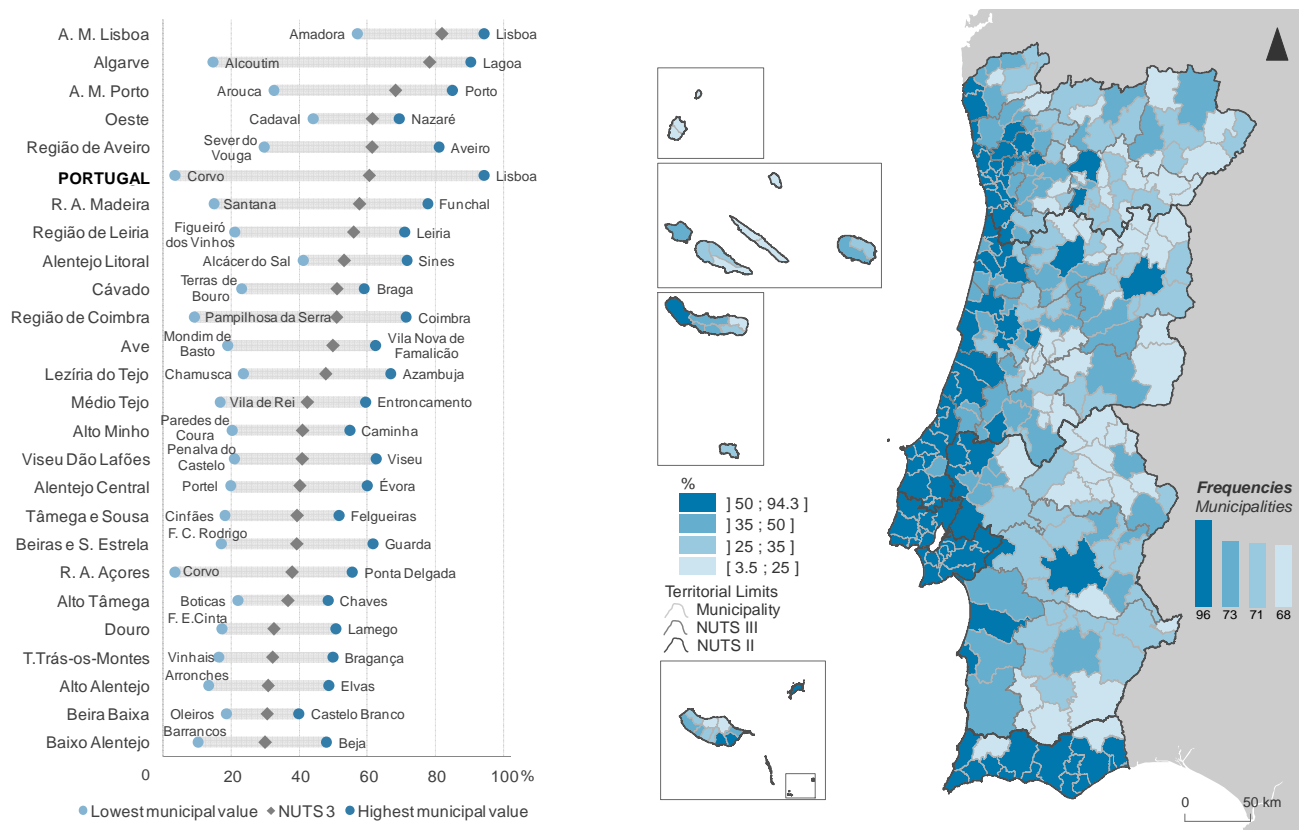 A. M. Lisboa Amadora Lisboa
Algarve Alcoutim Lagoa
A. M. Porto Arouca Porto
Oeste Cadaval Nazaré
Região de Aveiro Sever do Vouga Aveiro
PORTUGAL Corvo Lisboa
R. A. Madeira Santana Funchal
Região de Leiria Figueiró dos Vinhos Leiria
Alentejo Litoral Alcácer do Sal Sines
Cávado Terras de Bouro Braga
Região de Coimbra Pampilhosa da Serra Coimbra
Ave Mondim de Basto Vila Nova de Famalicão
Lezíria do Tejo Chamusca Azambuja
Médio Tejo Vila de Rei Entroncamento
Alto Minho Paredes de Coura Caminha
Viseu Dão Lafões Penalva do Castelo Viseu
Alentejo Central Portel Évora
Tâmega e Sousa Cinfães Felgueiras
Beiras e S. Estrela F. C. Rodrigo Guarda
R. A. Açores Corvo Ponta Delgada
Alto Tâmega Boticas Chaves
Douro F. E.Cinta Lamego
T.Trás-os-Montes Vinhais Bragança
Alto Alentejo Arronches Elvas
Beira Baixa Oleiros Castelo Branco
Baixo Alentejo Barrancos Beja
0 20 40 60 80 100%
Lowest municipal value NUTS 3 Highest municipal value
%
] 50 ; 94.3 ]
] 35 ; 50 ]
] 25 ; 35 ]
[ 3.5 ; 25 ]
Territorial Limits
Municipality
NUTS III
NUTS II
Frequencies
Municipalities
96 73 71 68
0 50 km